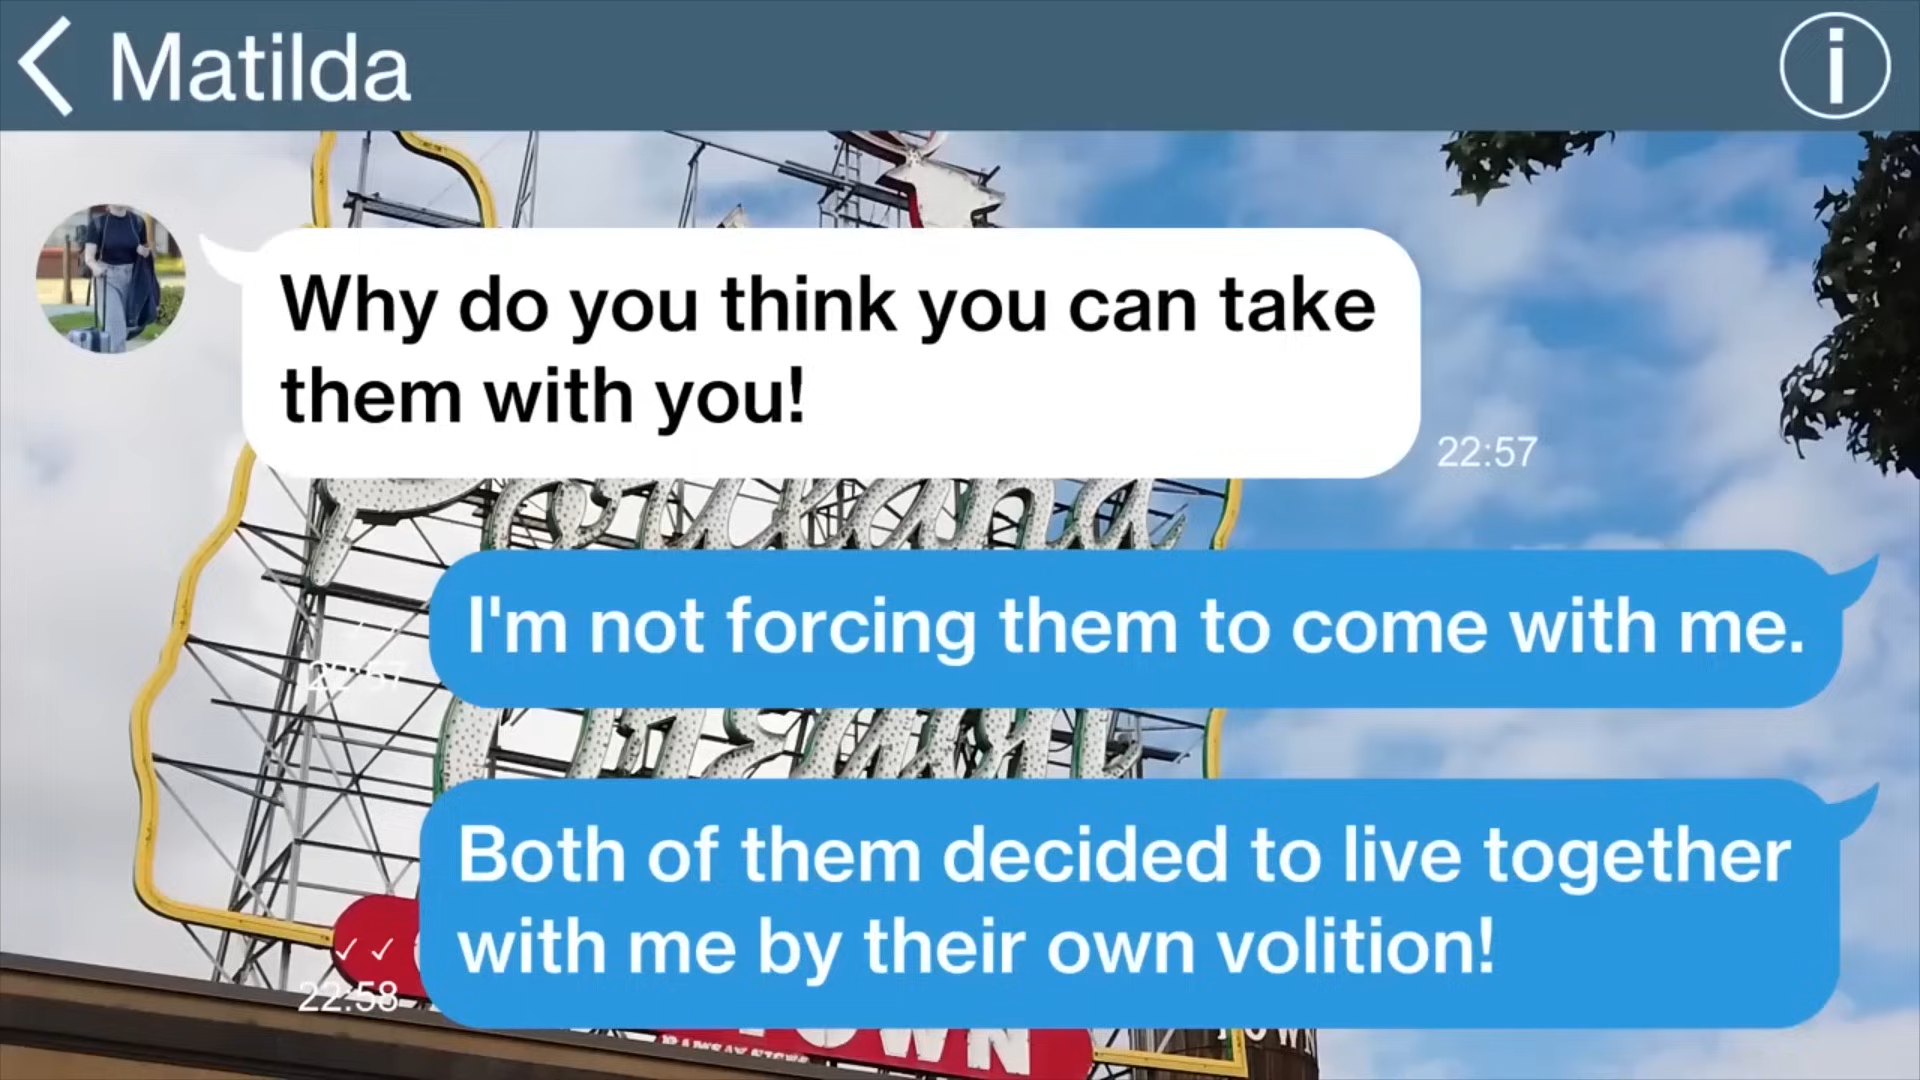 Matilda
Why do you think you can take
them with you!
22:57
I'm not forcing them to come with me.
22:57
Both of them decided to live together
with me by their own volition!
22:58
TOWN